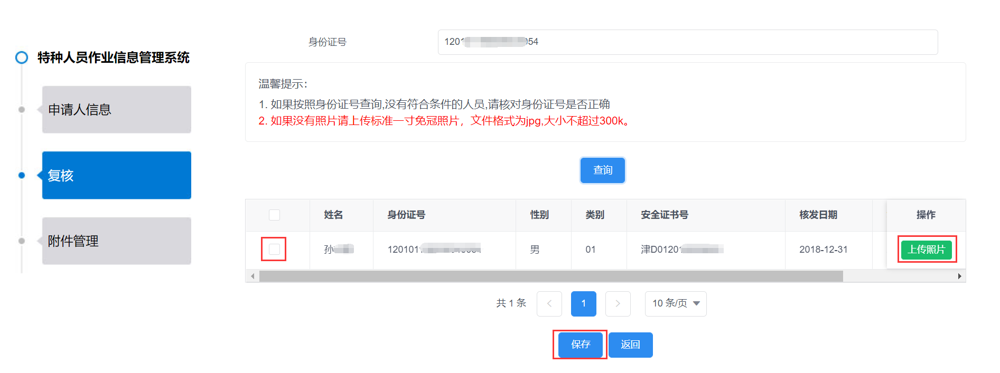 特种人员作业信息管理系统
申请人信息
复核
附件管理
身份证号
1201 054
温馨提示：
1. 如果按照身份证号查询,没有符合条件的人员,请核对身份证号是否正确
2. 如果没有照片请上传标准一寸免冠照片，文件格式为jpg,大小不超过300k。
查询
姓名 身份证号 性别 类别 安全证书号 核发日期 操作
孙 120101 男 01 津D0120 2018-12-31 上传照片
共 1 条 1 10 条/页
保存 返回